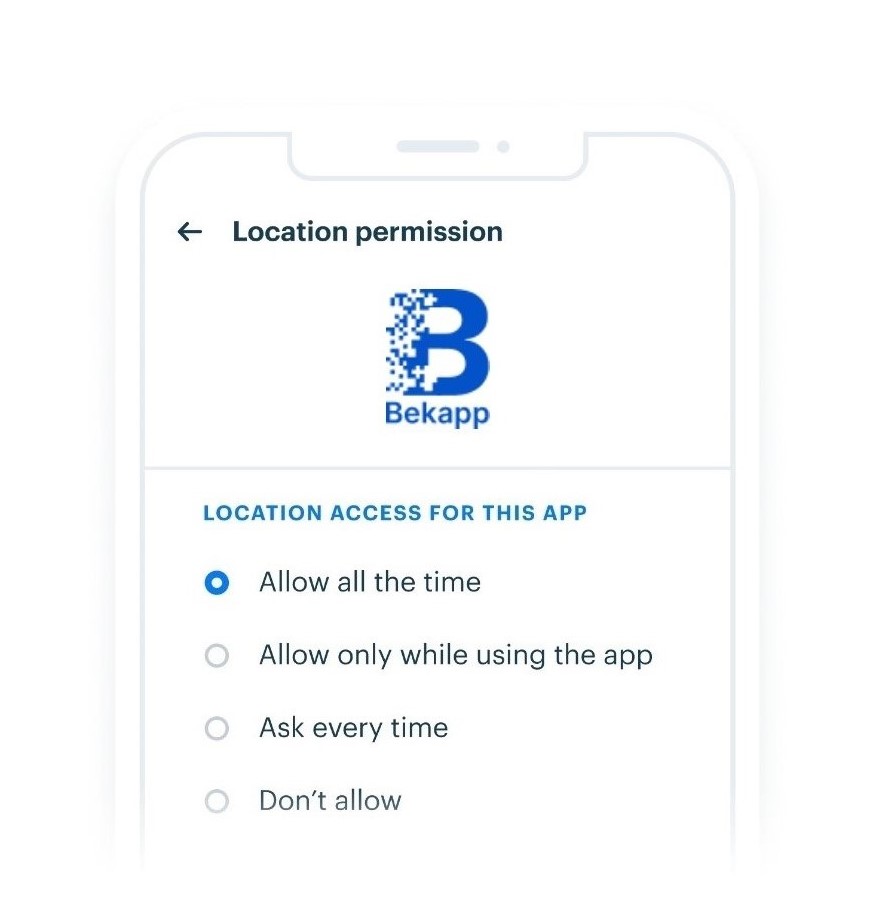 Location permission
Bekapp
LOCATION ACCESS FOR THIS APP
Allow all the time
Allow only while using the app
Ask every time
Don’t allow